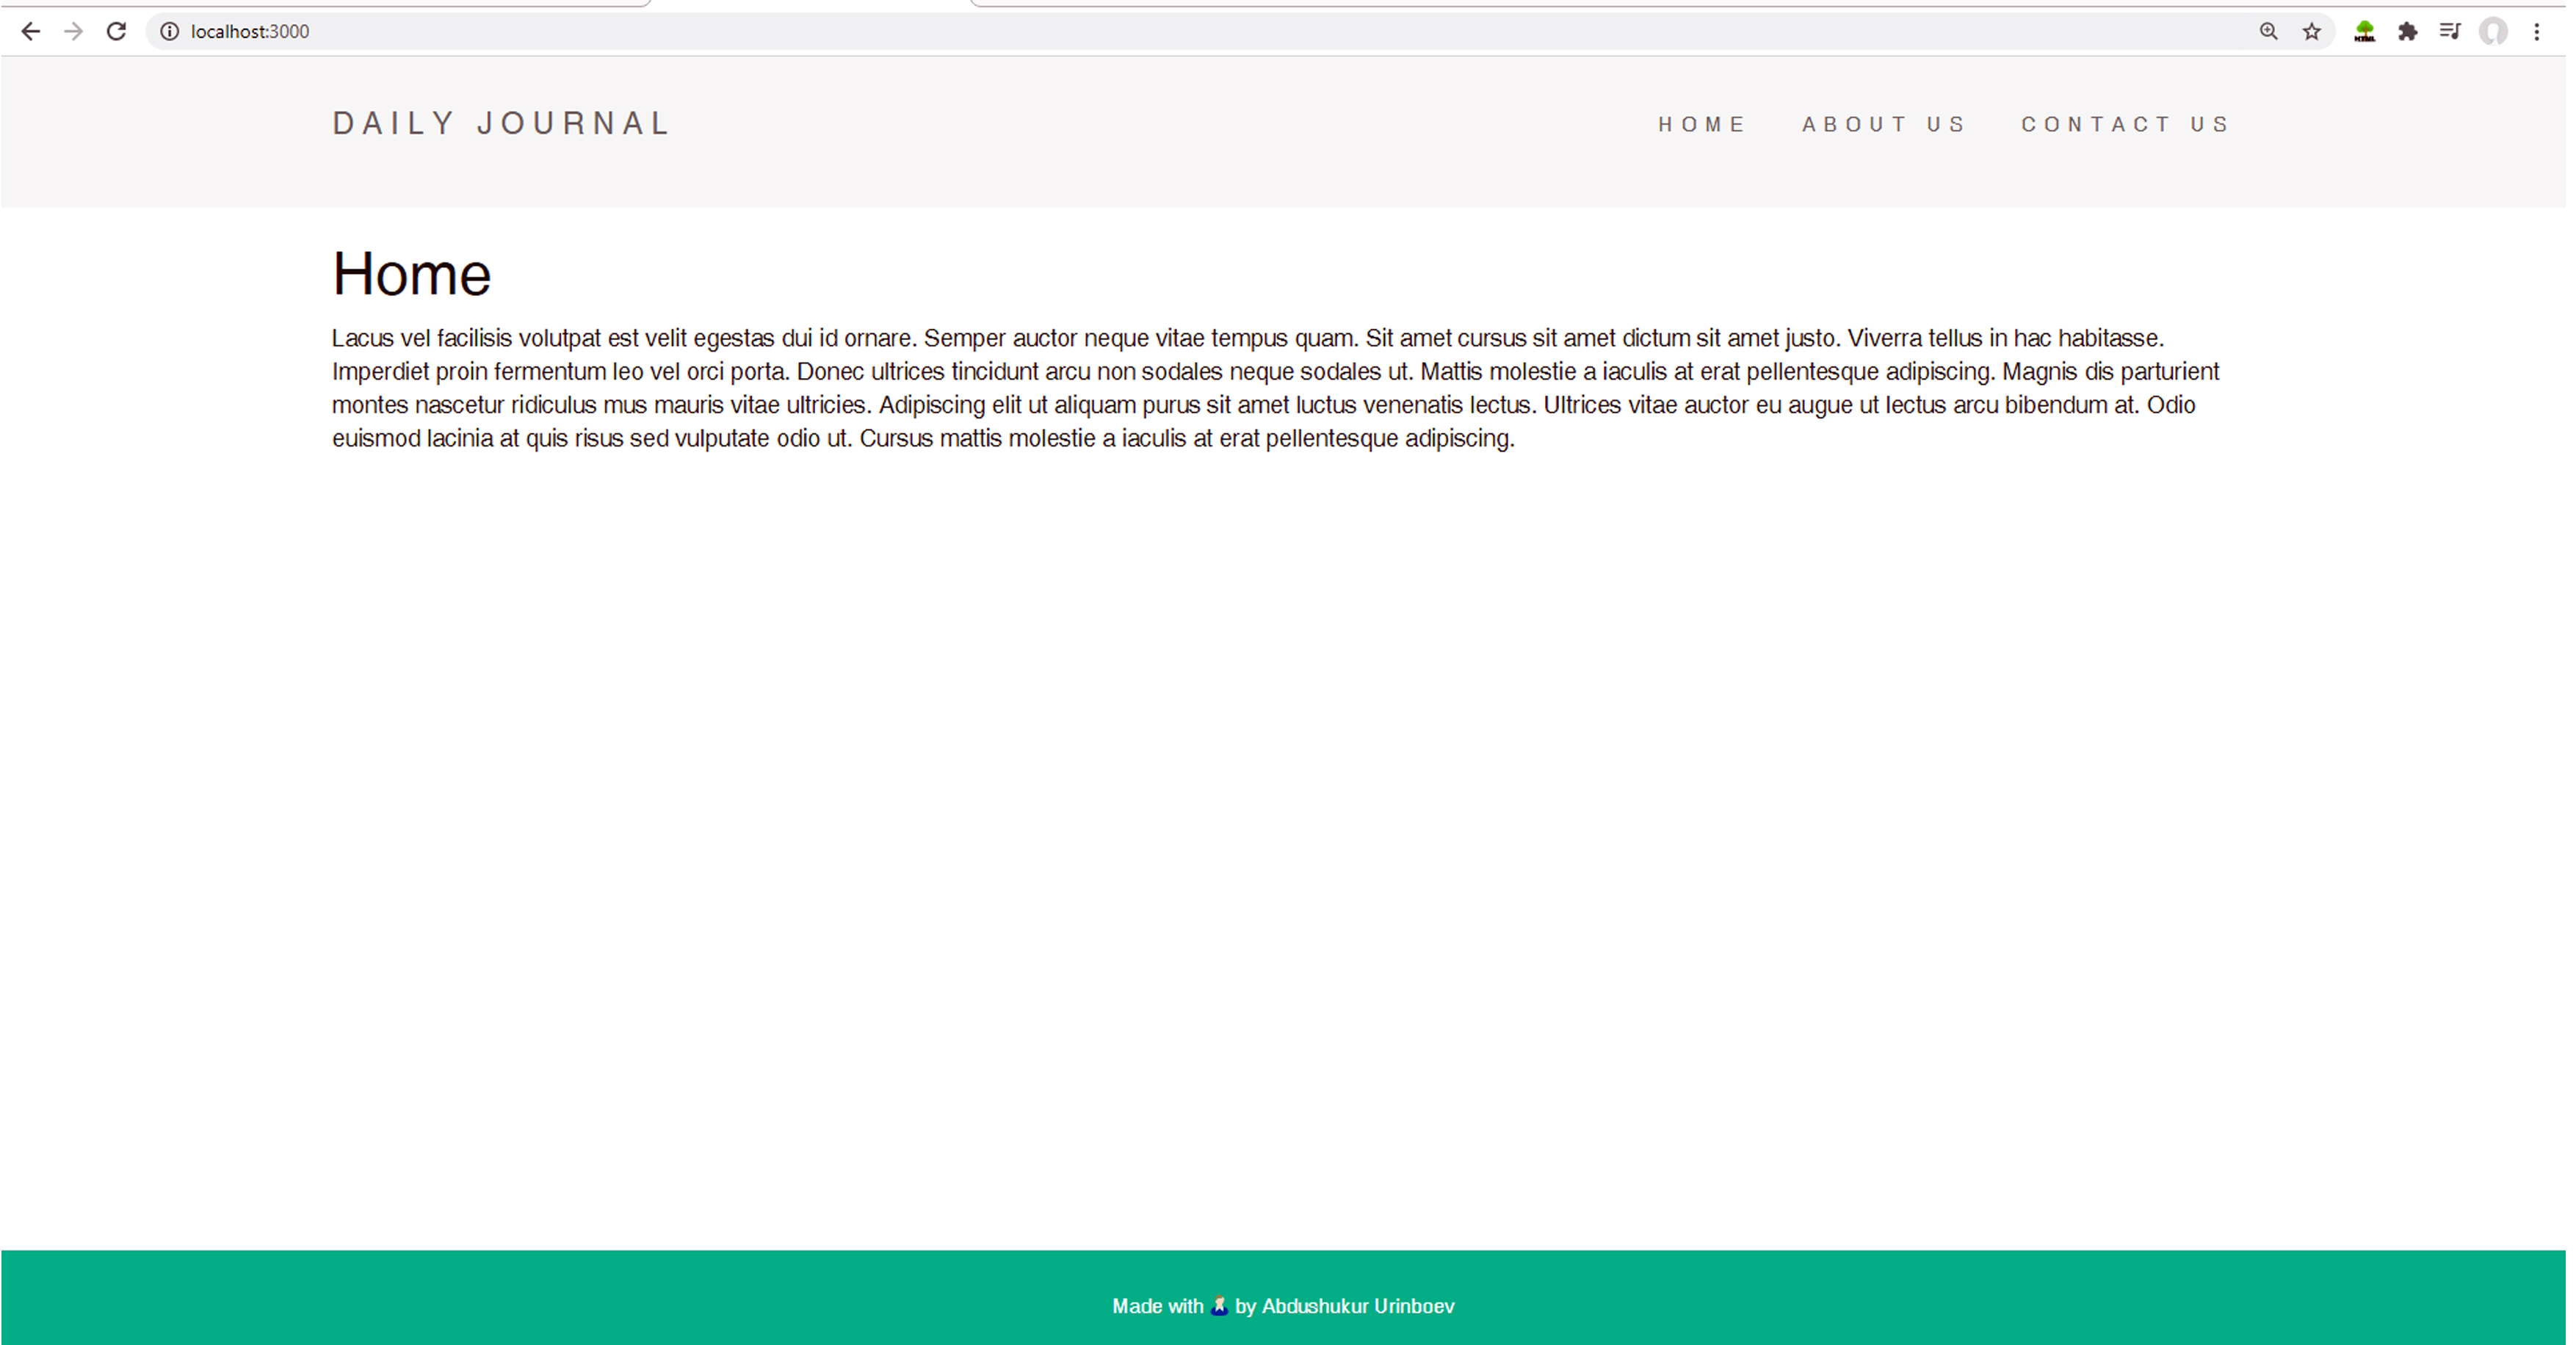 localhost:3000
DAILY JOURNAL
HOME ABOUT US CONTACT US
Home
Lacus vel facilisis volutpat est velit egestas dui id ornare. Semper auctor neque vitae tempus quam. Sit amet cursus sit amet dictum sit amet justo. Viverra tellus in hac habitasse.
Imperdiet proin fermentum leo vel orci porta. Donec ultrices tincidunt arcu non sodales neque sodales ut. Mattis molestie a iaculis at erat pellentesque adipiscing. Magnis dis parturient
montes nascetur ridiculus mus mauris vitae ultricies. Adipiscing elit ut aliquam purus sit amet luctus venenatis lectus. Ultrices vitae auctor eu augue ut lectus arcu bibendum at. Odio
euismod lacinia at quis risus sed vulputate odio ut. Cursus mattis molestie a iaculis at erat pellentesque adipiscing.
Made with by Abdushukur Urinboev